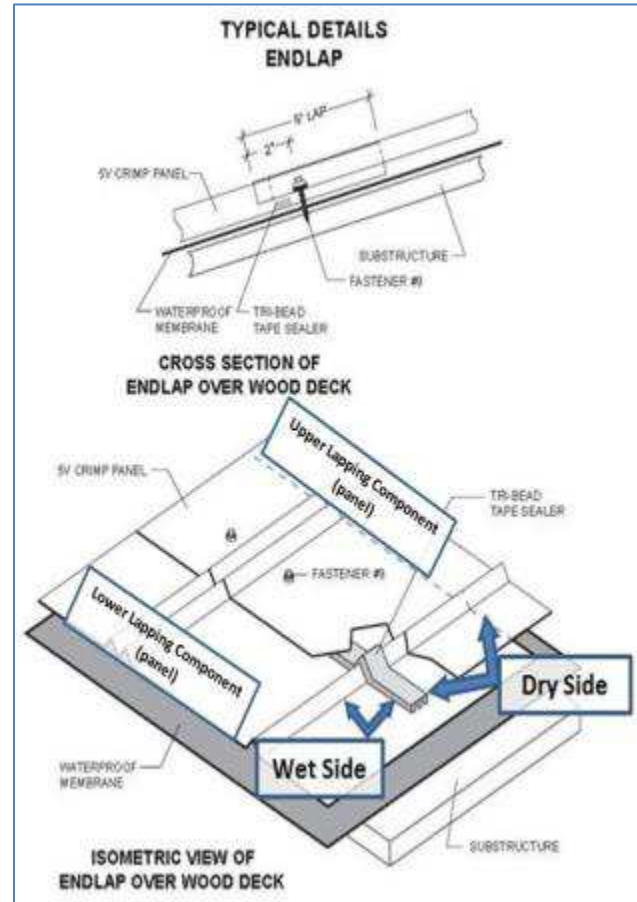 TYPICAL DETAILS
ENDLAP
6" LAP
2"
5V CRIMP PANEL
SUBSTRUCTURE
FASTENER #9
WATERPROOF
MEMBRANE
TRI-BEAD
TAPE SEALER
CROSS SECTION OF
ENDLAP OVER WOOD DECK
Upper Lapping Component
(panel)
5V CRIMP PANEL
TRI-BEAD
TAPE SEALER
FASTENER #9
Lower Lapping Component
(panel)
Dry Side
Wet Side
WATERPROOF
MEMBRANE
SUBSTRUCTURE
ISOMETRIC VIEW OF
ENDLAP OVER WOOD DECK